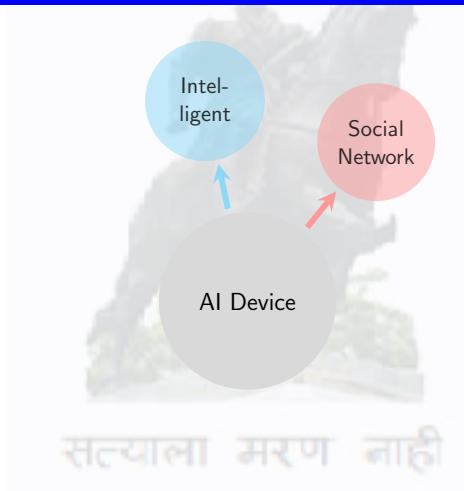 Intel-
ligent
Social
Network
AI Device
सत्याला मरण नाही